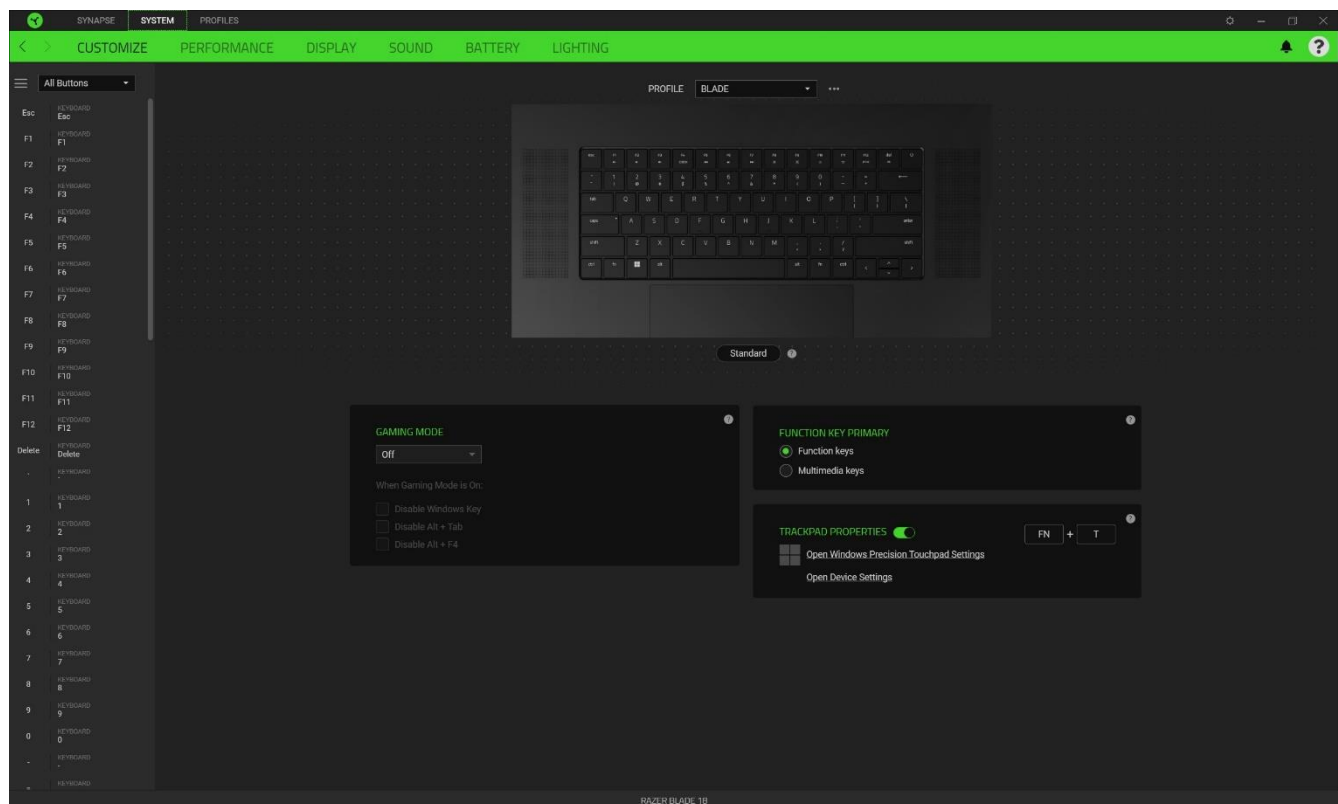 SYNAPSE SYSTEM PROFILES
CUSTOMIZE PERFORMANCE DISPLAY SOUND BATTERY LIGHTING
?
All Buttons
PROFILE BLADE
Esc KEYBOARD
Esc
F1 KEYBOARD
F1
F2 KEYBOARD
F2
F3 KEYBOARD
F3
F4 KEYBOARD
F4
F5 KEYBOARD
F5
F6 KEYBOARD
F6
F7 KEYBOARD
F7
F8 KEYBOARD
F8
F9 KEYBOARD
F9
F10 KEYBOARD
F10
F11 KEYBOARD
F11
F12 KEYBOARD
F12
Delete KEYBOARD
Delete
KEYBOARD
1 KEYBOARD
1
2 KEYBOARD
2
3 KEYBOARD
3
4 KEYBOARD
4
5 KEYBOARD
5
6 KEYBOARD
6
7 KEYBOARD
7
8 KEYBOARD
8
9 KEYBOARD
9
0 KEYBOARD
0
- KEYBOARD
-
KEYBOARD
Q W E R T Y U I O P
A S D F G H J K L
Z X C V B N M
Standard ?
GAMING MODE
Off
When Gaming Mode is On:
Disable Windows Key
Disable Alt + Tab
Disable Alt + F4
FUNCTION KEY PRIMARY
Function keys
Multimedia keys
TRACKPAD PROPERTIES FN + T
Open Windows Precision Touchpad Settings
Open Device Settings
RAZER BLADE 18